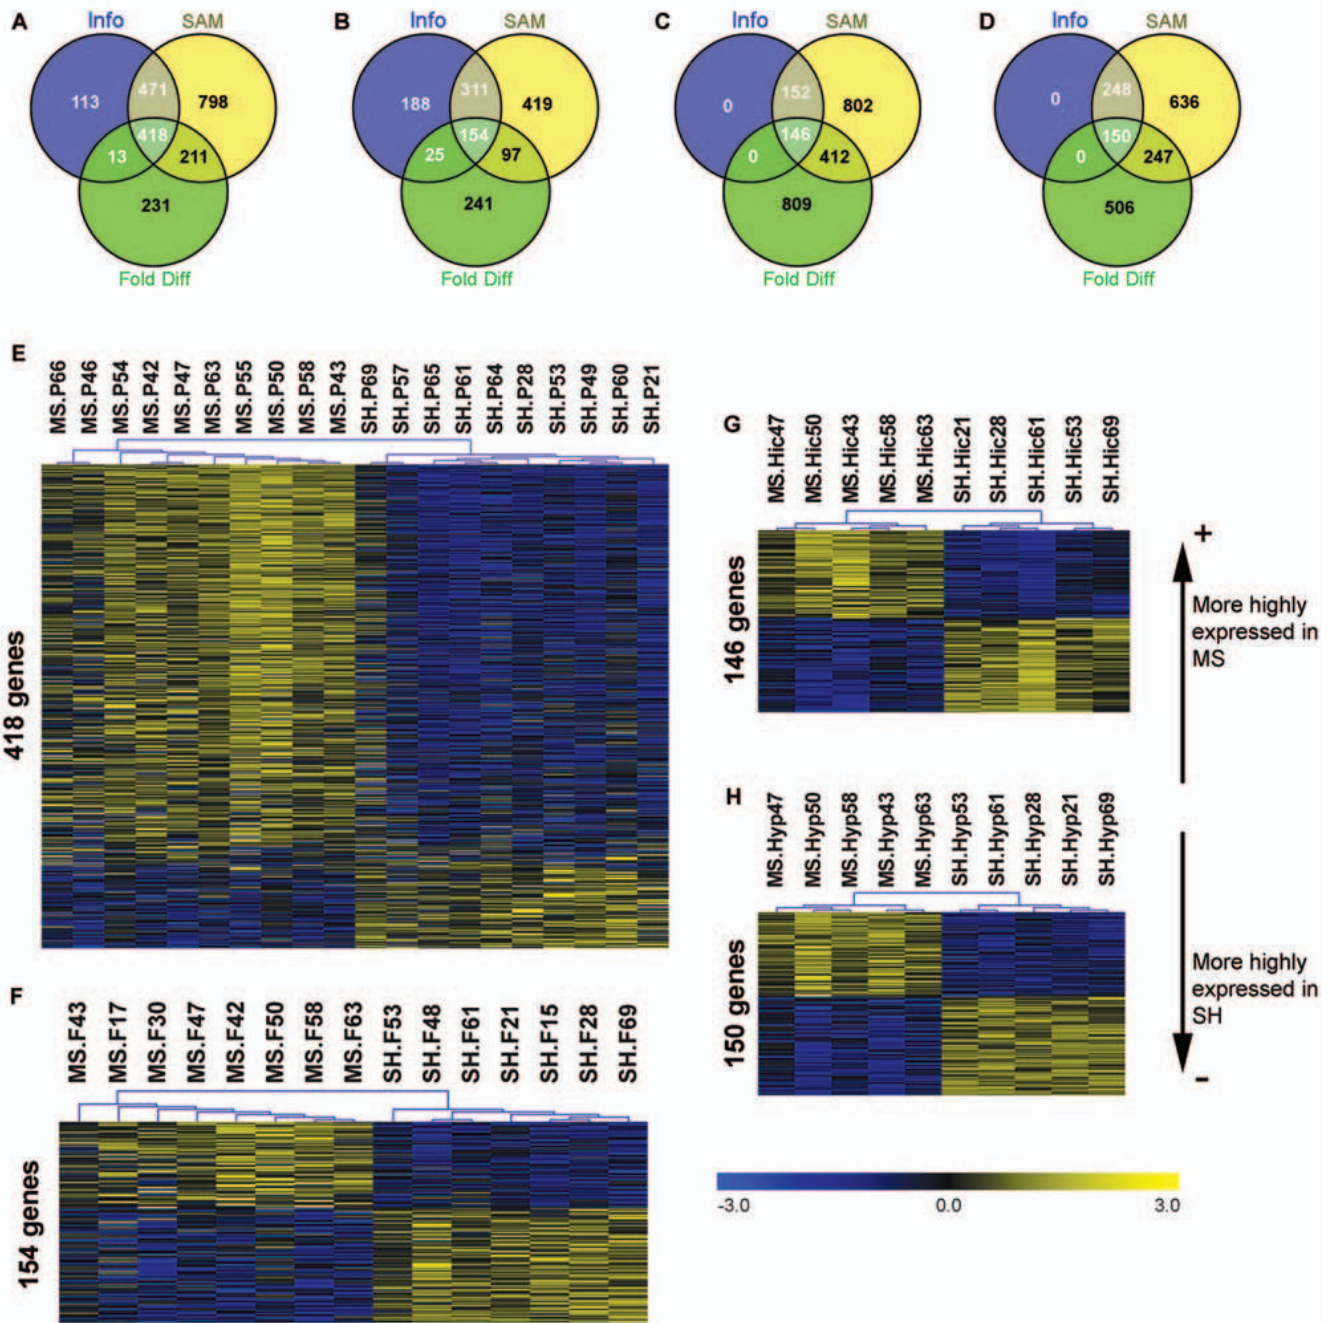 A Info SAM
113 471 798
418
13 211
231
Fold Diff
B Info SAM
188 311 419
154
25 97
241
Fold Diff
C Info SAM
0 152 802
146
0 412
809
Fold Diff
D Info SAM
0 248 636
150
0 247
506
Fold Diff
E
MS.P66 MS.P46 MS.P54 MS.P42 MS.P47 MS.P63 MS.P55 MS.P50 MS.P58 MS.P43 SH.P69 SH.P57 SH.P65 SH.P61 SH.P64 SH.P28 SH.P53 SH.P49 SH.P60 SH.P21
418 genes
F
MS.F43 MS.F17 MS.F30 MS.F47 MS.F42 MS.F50 MS.F58 MS.F63 SH.F53 SH.F48 SH.F61 SH.F21 SH.F15 SH.F28 SH.F69
154 genes
G
MS.Hic47 MS.Hic50 MS.Hic43 MS.Hic58 MS.Hic63 SH.Hic21 SH.Hic28 SH.Hic61 SH.Hic53 SH.Hic69
146 genes
H
MS.Hyp47 MS.Hyp50 MS.Hyp58 MS.Hyp43 MS.Hyp63 SH.Hyp53 SH.Hyp61 SH.Hyp28 SH.Hyp21 SH.Hyp69
150 genes
+
More highly
expressed in
MS
More highly
expressed in
SH
-
-3.0 0.0 3.0